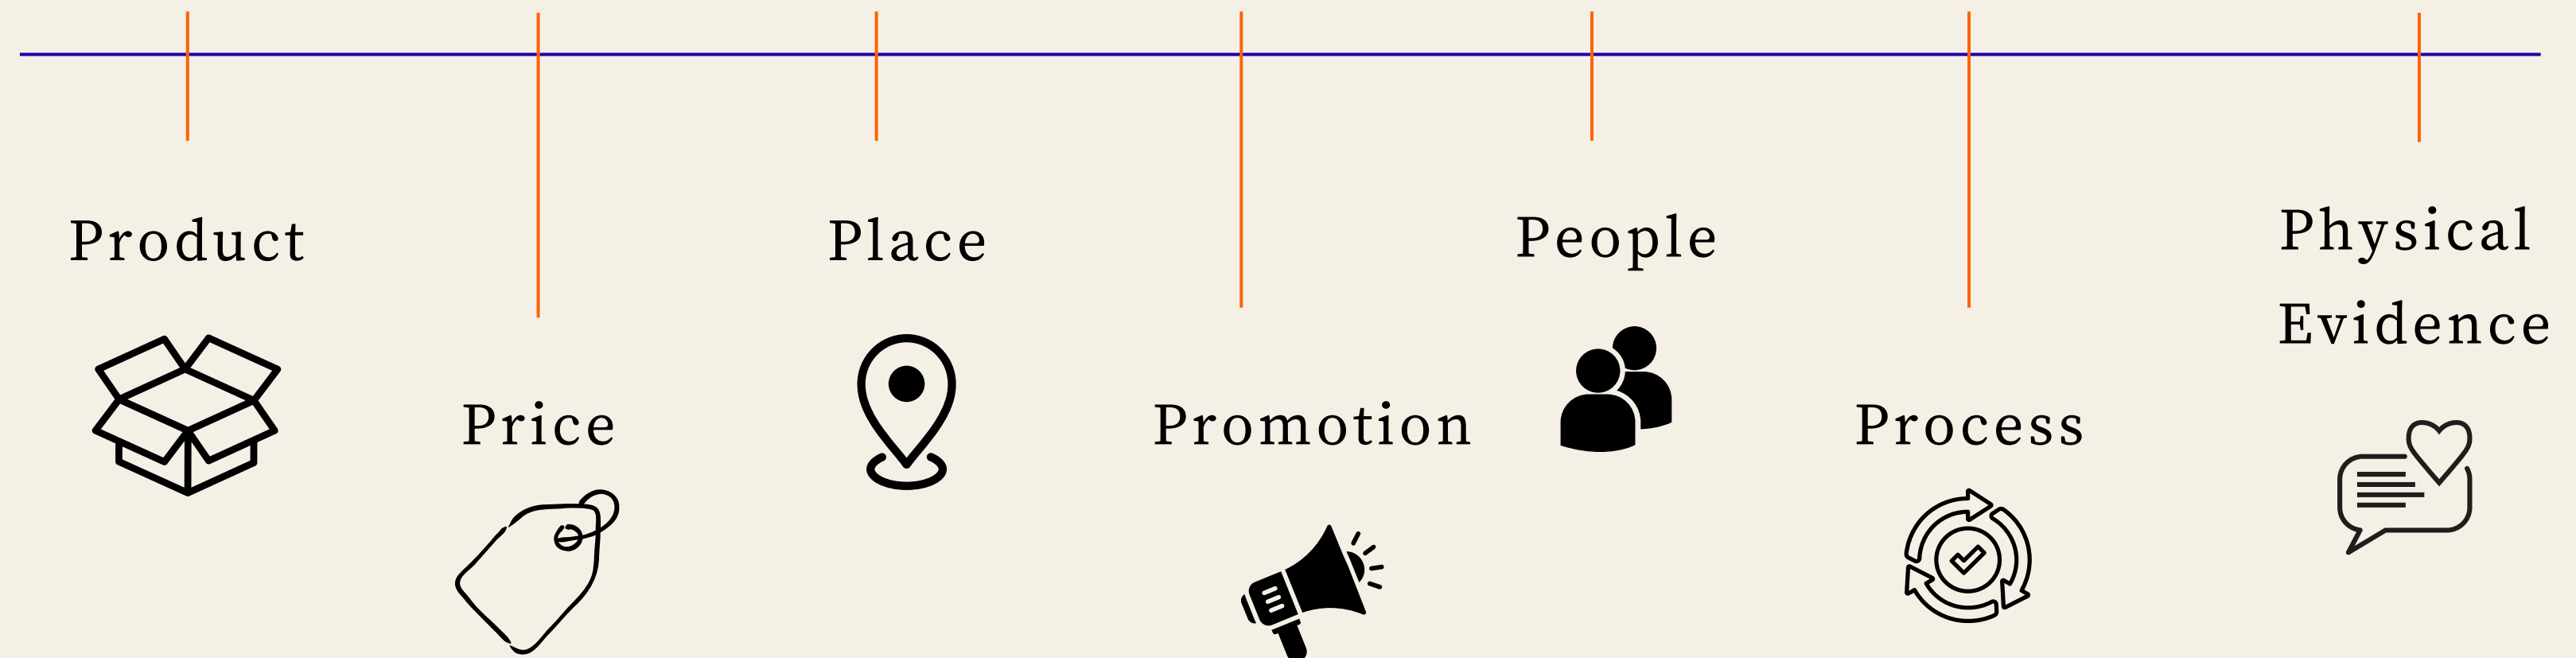 Product
Price
Place
Promotion
People
Process
Physical
Evidence